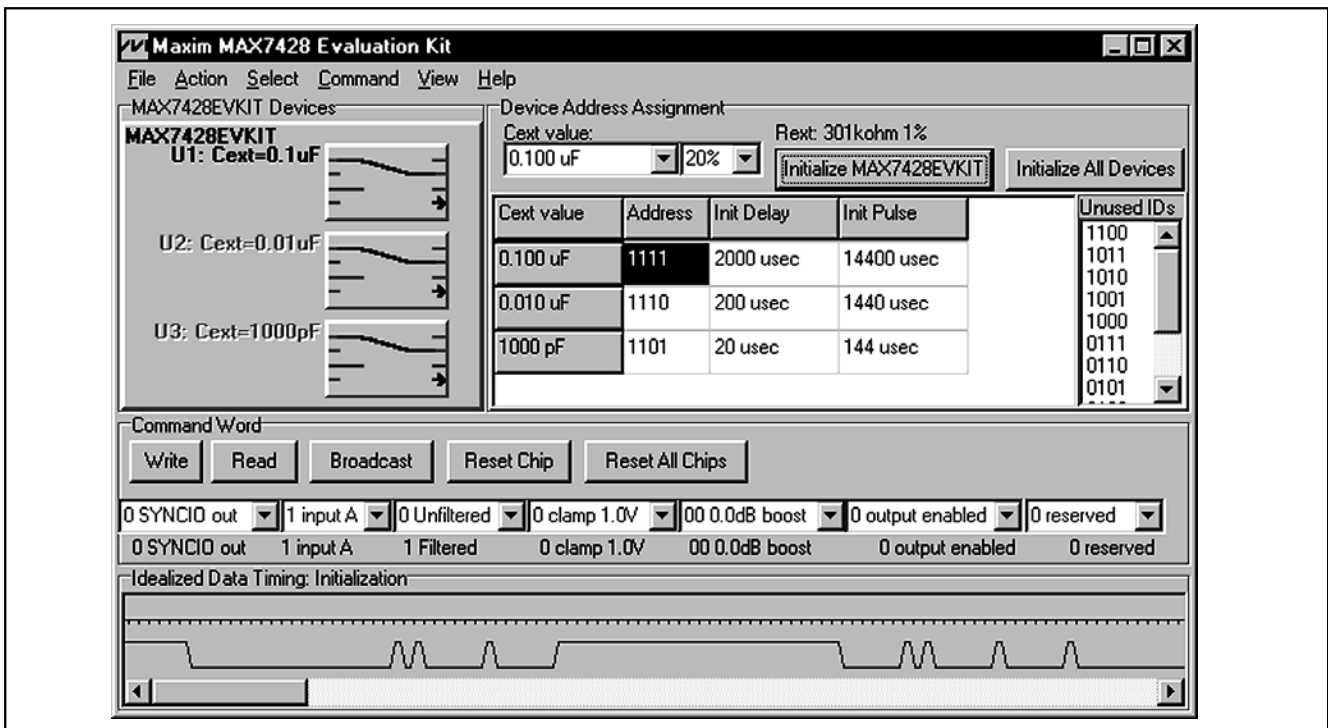 Maxim MAX7428 Evaluation Kit
File Action Select Command View Help
MAX7428EVKIT Devices
MAX7428EVKIT
U1: Cext=0.1uF
U2: Cext=0.01uF
U3: Cext=1000pF
Device Address Assignment
Cext value:
Rext: 301kohm 1%
0.100 uF 20% Initialize MAX7428EVKIT Initialize All Devices
Cext value Address Init Delay Init Pulse
0.100 uF 1111 2000 usec 14400 usec
0.010 uF 1110 200 usec 1440 usec
1000 pF 1101 20 usec 144 usec
Unused IDs
1100
1011
1010
1001
1000
0111
0110
0101
Command Word
Write Read Broadcast Reset Chip Reset All Chips
0 SYNCIO out 1 input A 0 Unfiltered 0 clamp 1.0V 00 0.0dB boost 0 output enabled 0 reserved
0 SYNCIO out 1 input A 1 Filtered 0 clamp 1.0V 00 0.0dB boost 0 output enabled 0 reserved
Idealized Data Timing: Initialization